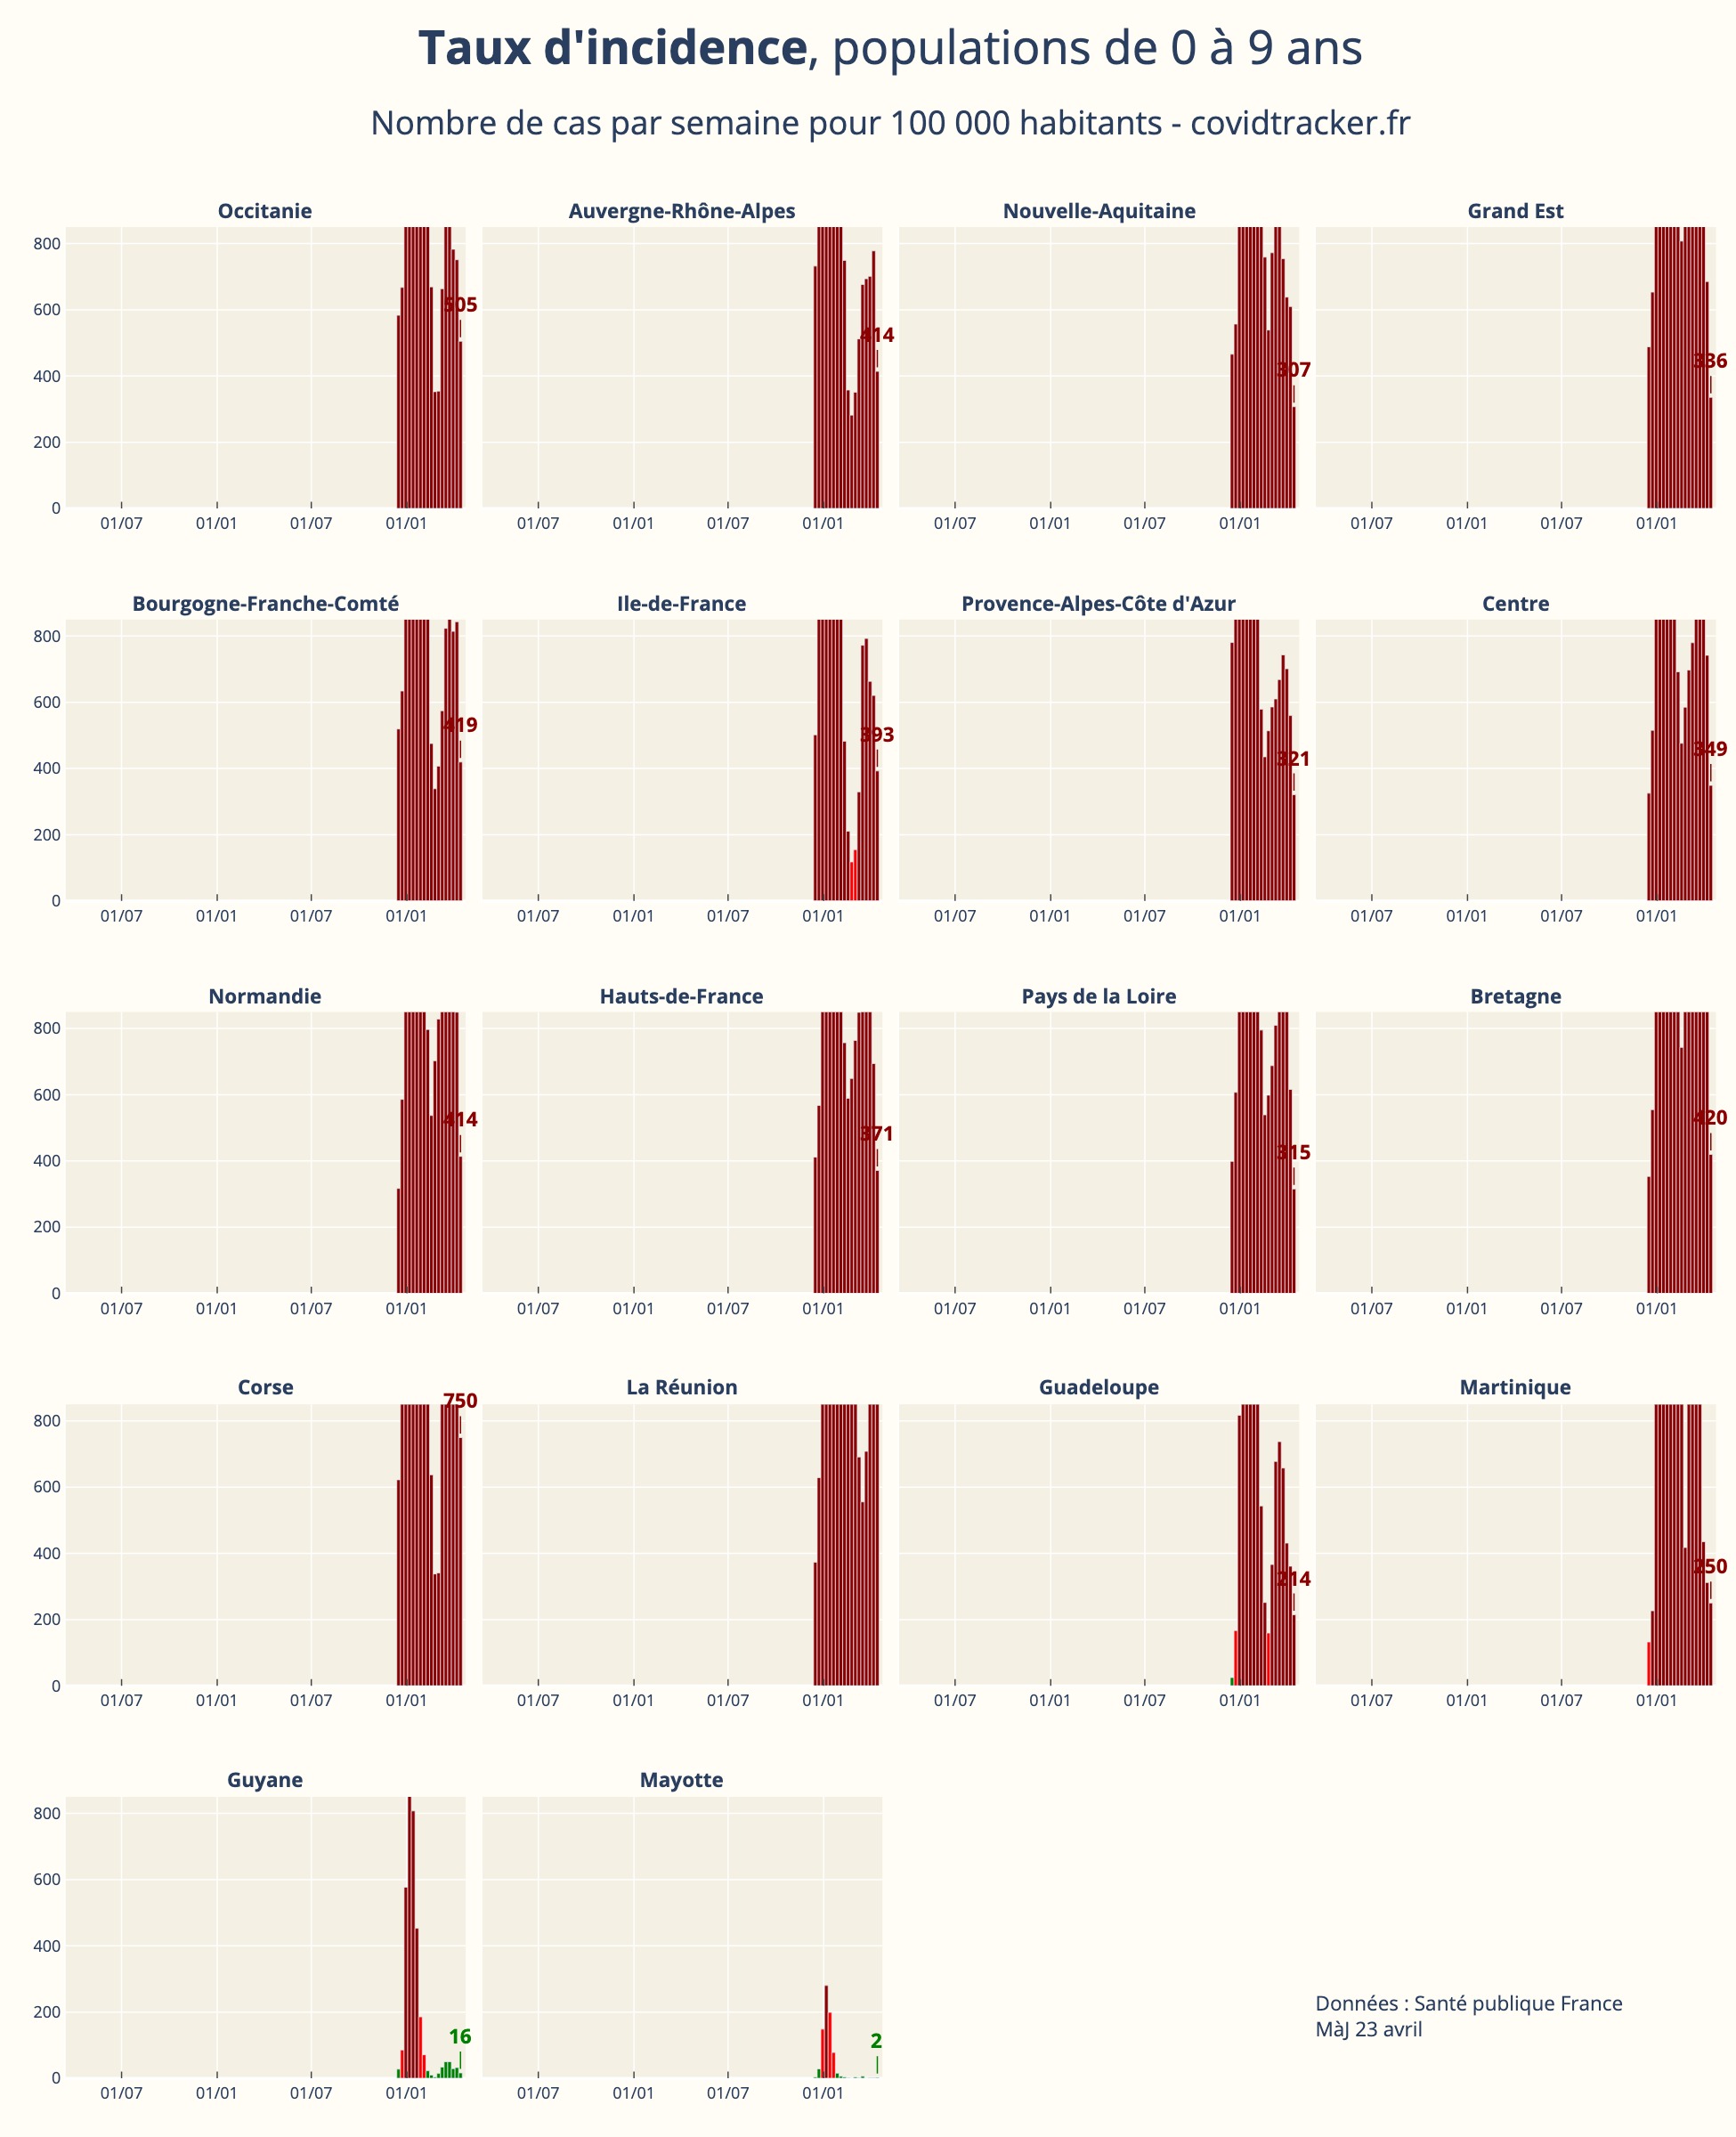 Taux d'incidence, populations de 0 à 9 ans
Nombre de cas par semaine pour 100 000 habitants - covidtracker.fr
Occitanie
Auvergne-Rhône-Alpes
Nouvelle-Aquitaine
Grand Est
800
600
400
200
0
505
414
307
336
01/07 01/01 01/07 01/01
01/07 01/01 01/07 01/01
01/07 01/01 01/07 01/01
01/07 01/01 01/07 01/01
Bourgogne-Franche-Comté
Ile-de-France
Provence-Alpes-Côte d'Azur
Centre
800
600
400
200
0
419
393
321
349
01/07 01/01 01/07 01/01
01/07 01/01 01/07 01/01
01/07 01/01 01/07 01/01
01/07 01/01 01/07 01/01
Normandie
Hauts-de-France
Pays de la Loire
Bretagne
800
600
400
200
0
414
371
315
420
01/07 01/01 01/07 01/01
01/07 01/01 01/07 01/01
01/07 01/01 01/07 01/01
01/07 01/01 01/07 01/01
Corse
La Réunion
Guadeloupe
Martinique
800
600
400
200
0
750
214
250
01/07 01/01 01/07 01/01
01/07 01/01 01/07 01/01
01/07 01/01 01/07 01/01
01/07 01/01 01/07 01/01
Guyane
Mayotte
800
600
400
200
0
16
2
01/07 01/01 01/07 01/01
01/07 01/01 01/07 01/01
Données : Santé publique France
MàJ 23 avril